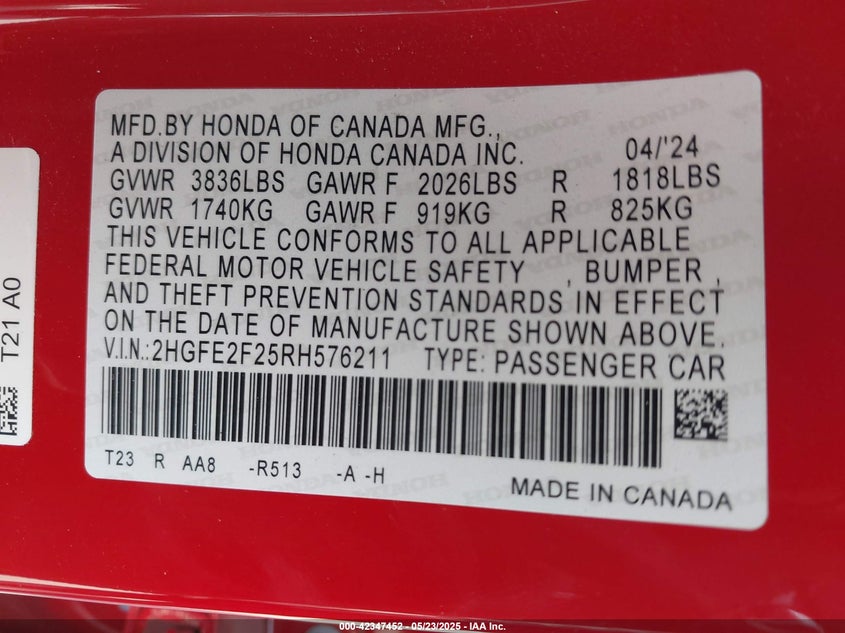 MFD.BY HONDA OF CANADA MFG.,
A DIVISION OF HONDA CANADA INC. 04/'24
GVWR 3836LBS GAWR F 2026LBS R 1818LBS
GVWR 1740KG GAWR F 919KG R 825KG
THIS VEHICLE CONFORMS TO ALL APPLICABLE
FEDERAL MOTOR VEHICLE SAFETY , BUMPER ,
AND THEFT PREVENTION STANDARDS IN EFFECT
ON THE DATE OF MANUFACTURE SHOWN ABOVE.
V.I.N.:2HGFE2F25RH576211 TYPE: PASSENGER CAR
T23 R AA8 -R513 -A -H
MADE IN CANADA
T21 A0
000-42347452 - 05/23/2025 - IAA Inc.